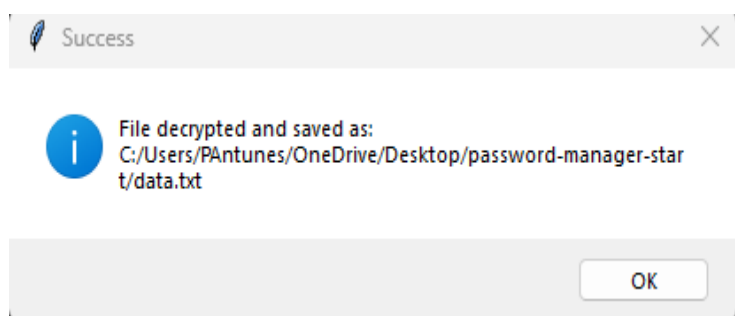 Success
File decrypted and saved as:
C:/Users/PAntunes/OneDrive/Desktop/password-manager-star
t/data.txt
OK